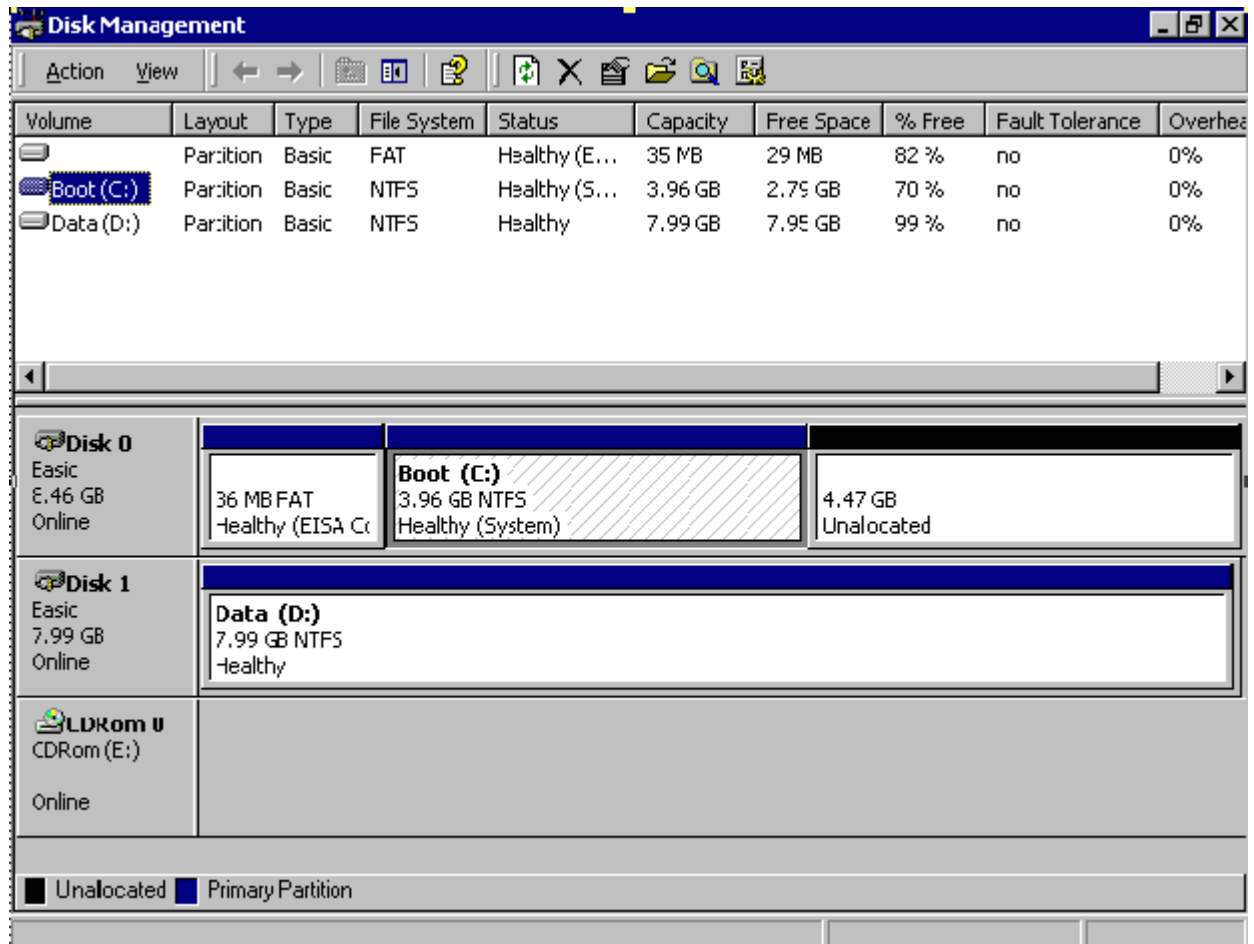 Disk Management
Action View
Volume Layout Type File System Status Capacity Free Space % Free Fault Tolerance Overhea
Partition Basic FAT Healthy (E... 35 MB 29 MB 82 % no 0%
Boot (C:) Partition Basic NTFS Healthy (S... 3.96 GB 2.79 GB 70 % no 0%
Data (D:) Partition Basic NTFS Healthy 7.99 GB 7.95 GB 99 % no 0%
Disk 0
Easic
8.46 GB
Online
36 MB FAT
Healthy (EISA Co
Boot (C:)
3.96 GB NTFS
Healthy (System)
4.47 GB
Unalocated
Disk 1
Easic
7.99 GB
Online
Data (D:)
7.99 GB NTFS
Healthy
CDRom 0
CDRom (E:)
Online
Unalocated Primary Partition